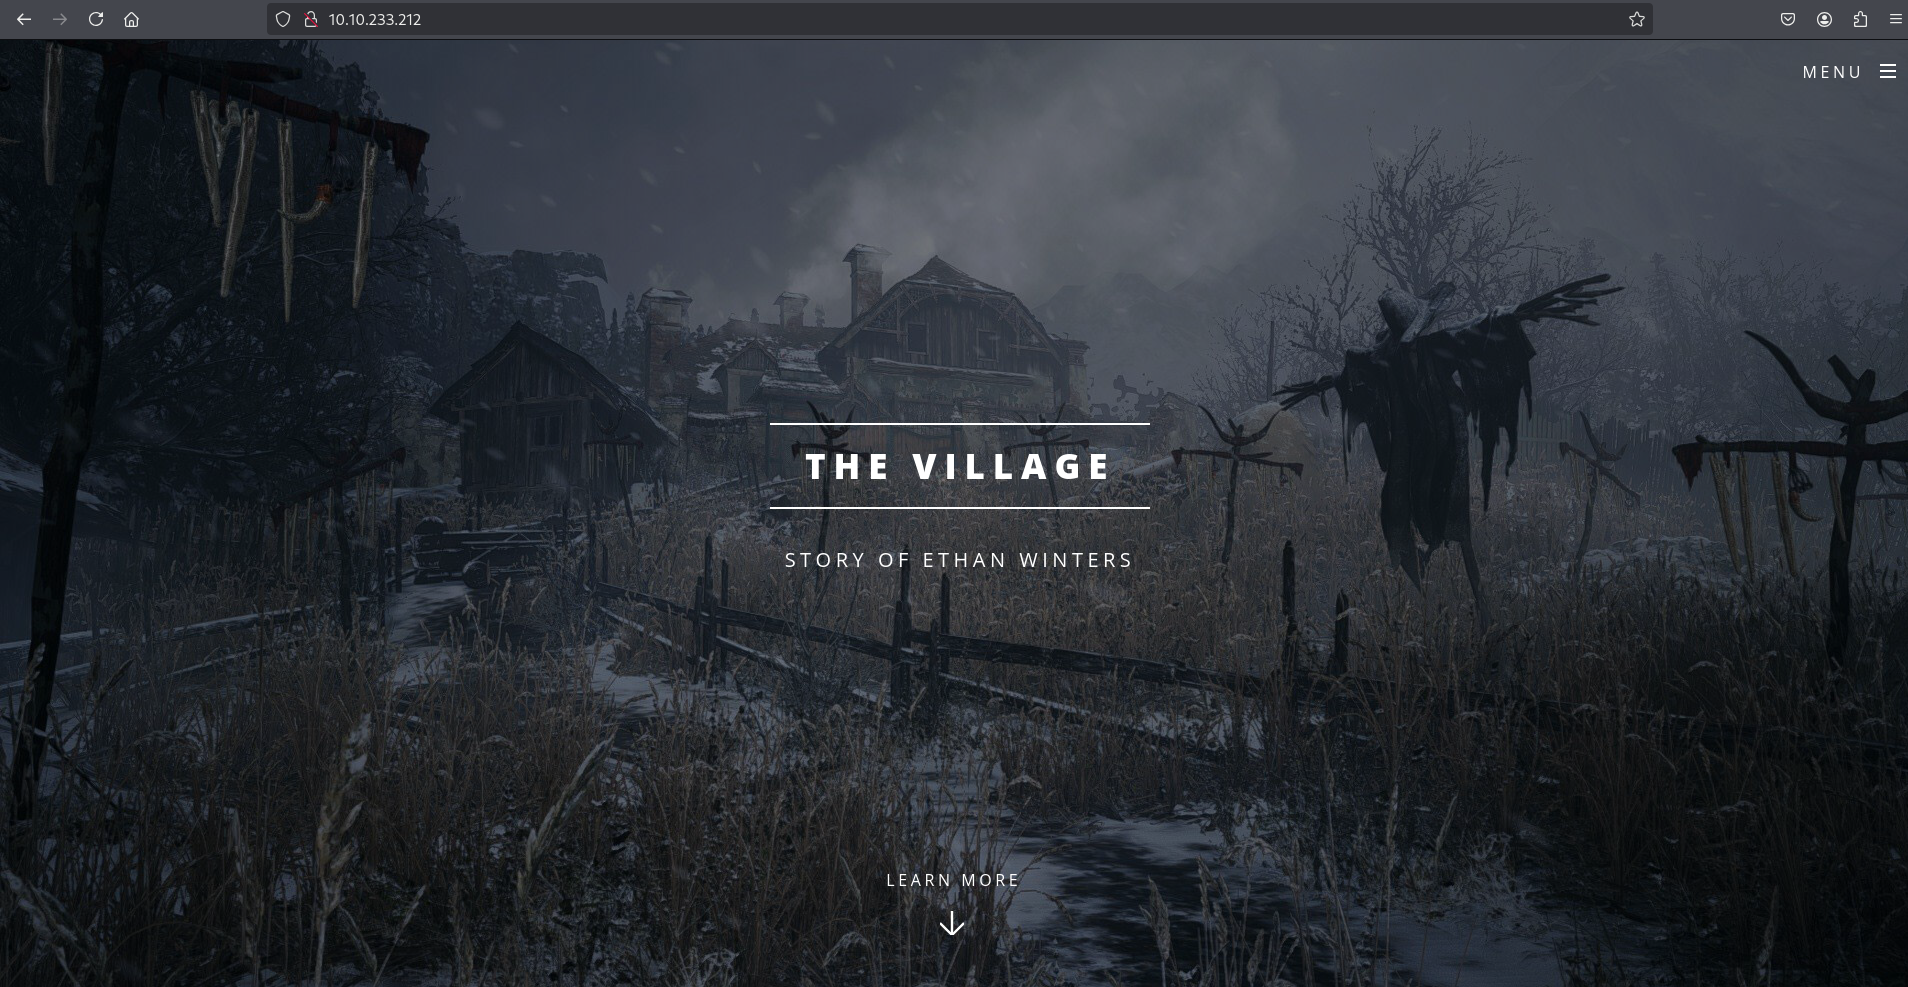 10.10.233.212
MENU
THE VILLAGE
STORY OF ETHAN WINTERS
LEARN MORE